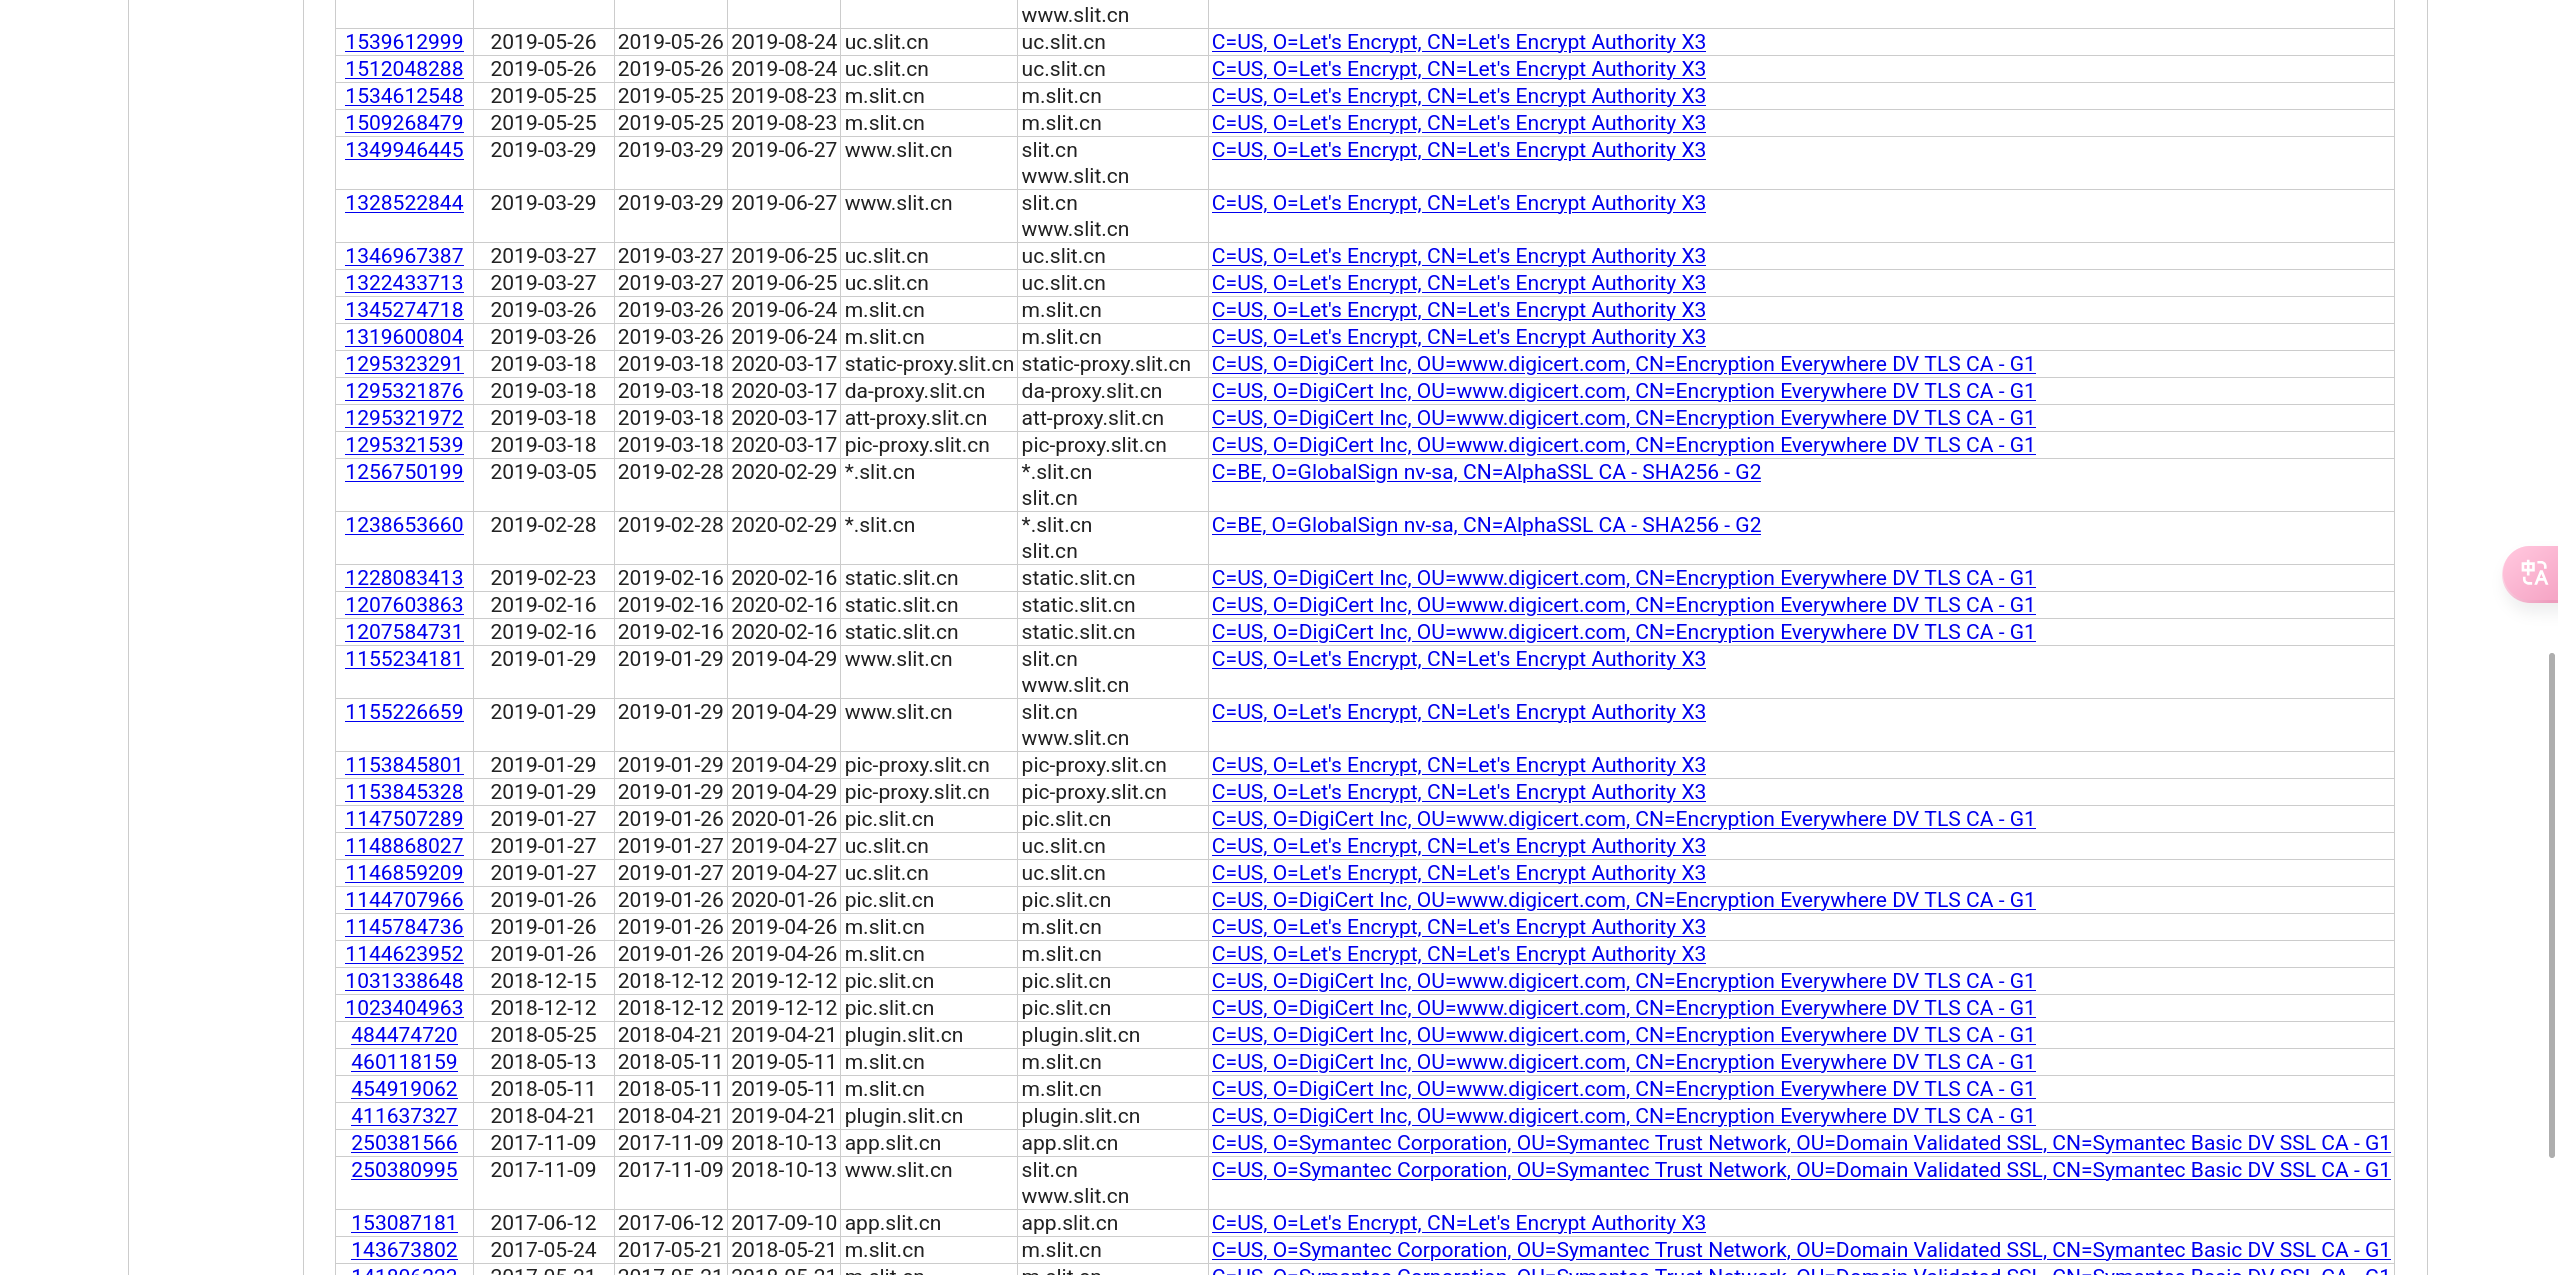 www.slit.cn
1539612999 2019-05-26 2019-05-26 2019-08-24 uc.slit.cn uc.slit.cn C=US, O=Let's Encrypt, CN=Let's Encrypt Authority X3
1512048288 2019-05-26 2019-05-26 2019-08-24 uc.slit.cn uc.slit.cn C=US, O=Let's Encrypt, CN=Let's Encrypt Authority X3
1534612548 2019-05-25 2019-05-25 2019-08-23 m.slit.cn m.slit.cn C=US, O=Let's Encrypt, CN=Let's Encrypt Authority X3
1509268479 2019-05-25 2019-05-25 2019-08-23 m.slit.cn m.slit.cn C=US, O=Let's Encrypt, CN=Let's Encrypt Authority X3
1349946445 2019-03-29 2019-03-29 2019-06-27 www.slit.cn slit.cn C=US, O=Let's Encrypt, CN=Let's Encrypt Authority X3
www.slit.cn
1328522844 2019-03-29 2019-03-29 2019-06-27 www.slit.cn slit.cn C=US, O=Let's Encrypt, CN=Let's Encrypt Authority X3
www.slit.cn
1346967387 2019-03-27 2019-03-27 2019-06-25 uc.slit.cn uc.slit.cn C=US, O=Let's Encrypt, CN=Let's Encrypt Authority X3
1322433713 2019-03-27 2019-03-27 2019-06-25 uc.slit.cn uc.slit.cn C=US, O=Let's Encrypt, CN=Let's Encrypt Authority X3
1345274718 2019-03-26 2019-03-26 2019-06-24 m.slit.cn m.slit.cn C=US, O=Let's Encrypt, CN=Let's Encrypt Authority X3
1319600804 2019-03-26 2019-03-26 2019-06-24 m.slit.cn m.slit.cn C=US, O=Let's Encrypt, CN=Let's Encrypt Authority X3
1295323291 2019-03-18 2019-03-18 2020-03-17 static-proxy.slit.cn static-proxy.slit.cn C=US, O=DigiCert Inc, OU=www.digicert.com, CN=Encryption Everywhere DV TLS CA - G1
1295321876 2019-03-18 2019-03-18 2020-03-17 da-proxy.slit.cn da-proxy.slit.cn C=US, O=DigiCert Inc, OU=www.digicert.com, CN=Encryption Everywhere DV TLS CA - G1
1295321972 2019-03-18 2019-03-18 2020-03-17 att-proxy.slit.cn att-proxy.slit.cn C=US, O=DigiCert Inc, OU=www.digicert.com, CN=Encryption Everywhere DV TLS CA - G1
1295321539 2019-03-18 2019-03-18 2020-03-17 pic-proxy.slit.cn pic-proxy.slit.cn C=US, O=DigiCert Inc, OU=www.digicert.com, CN=Encryption Everywhere DV TLS CA - G1
1256750199 2019-03-05 2019-02-28 2020-02-29 *.slit.cn *.slit.cn C=BE, O=GlobalSign nv-sa, CN=AlphaSSL CA - SHA256 - G2
slit.cn
1238653660 2019-02-28 2019-02-28 2020-02-29 *.slit.cn *.slit.cn C=BE, O=GlobalSign nv-sa, CN=AlphaSSL CA - SHA256 - G2
slit.cn
1228083413 2019-02-23 2019-02-16 2020-02-16 static.slit.cn static.slit.cn C=US, O=DigiCert Inc, OU=www.digicert.com, CN=Encryption Everywhere DV TLS CA - G1
1207603863 2019-02-16 2019-02-16 2020-02-16 static.slit.cn static.slit.cn C=US, O=DigiCert Inc, OU=www.digicert.com, CN=Encryption Everywhere DV TLS CA - G1
1207584731 2019-02-16 2019-02-16 2020-02-16 static.slit.cn static.slit.cn C=US, O=DigiCert Inc, OU=www.digicert.com, CN=Encryption Everywhere DV TLS CA - G1
1155234181 2019-01-29 2019-01-29 2019-04-29 www.slit.cn slit.cn C=US, O=Let's Encrypt, CN=Let's Encrypt Authority X3
www.slit.cn
1155226659 2019-01-29 2019-01-29 2019-04-29 www.slit.cn slit.cn C=US, O=Let's Encrypt, CN=Let's Encrypt Authority X3
www.slit.cn
1153845801 2019-01-29 2019-01-29 2019-04-29 pic-proxy.slit.cn pic-proxy.slit.cn C=US, O=Let's Encrypt, CN=Let's Encrypt Authority X3
1153845328 2019-01-29 2019-01-29 2019-04-29 pic-proxy.slit.cn pic-proxy.slit.cn C=US, O=Let's Encrypt, CN=Let's Encrypt Authority X3
1147507289 2019-01-27 2019-01-26 2020-01-26 pic.slit.cn pic.slit.cn C=US, O=DigiCert Inc, OU=www.digicert.com, CN=Encryption Everywhere DV TLS CA - G1
1148868027 2019-01-27 2019-01-27 2019-04-27 uc.slit.cn uc.slit.cn C=US, O=Let's Encrypt, CN=Let's Encrypt Authority X3
1146859209 2019-01-27 2019-01-27 2019-04-27 uc.slit.cn uc.slit.cn C=US, O=Let's Encrypt, CN=Let's Encrypt Authority X3
1144707966 2019-01-26 2019-01-26 2020-01-26 pic.slit.cn pic.slit.cn C=US, O=DigiCert Inc, OU=www.digicert.com, CN=Encryption Everywhere DV TLS CA - G1
1145784736 2019-01-26 2019-01-26 2019-04-26 m.slit.cn m.slit.cn C=US, O=Let's Encrypt, CN=Let's Encrypt Authority X3
1144623952 2019-01-26 2019-01-26 2019-04-26 m.slit.cn m.slit.cn C=US, O=Let's Encrypt, CN=Let's Encrypt Authority X3
1031338648 2018-12-15 2018-12-12 2019-12-12 pic.slit.cn pic.slit.cn C=US, O=DigiCert Inc, OU=www.digicert.com, CN=Encryption Everywhere DV TLS CA - G1
1023404963 2018-12-12 2018-12-12 2019-12-12 pic.slit.cn pic.slit.cn C=US, O=DigiCert Inc, OU=www.digicert.com, CN=Encryption Everywhere DV TLS CA - G1
484474720 2018-05-25 2018-04-21 2019-04-21 plugin.slit.cn plugin.slit.cn C=US, O=DigiCert Inc, OU=www.digicert.com, CN=Encryption Everywhere DV TLS CA - G1
460118159 2018-05-13 2018-05-11 2019-05-11 m.slit.cn m.slit.cn C=US, O=DigiCert Inc, OU=www.digicert.com, CN=Encryption Everywhere DV TLS CA - G1
454919062 2018-05-11 2018-05-11 2019-05-11 m.slit.cn m.slit.cn C=US, O=DigiCert Inc, OU=www.digicert.com, CN=Encryption Everywhere DV TLS CA - G1
411637327 2018-04-21 2018-04-21 2019-04-21 plugin.slit.cn plugin.slit.cn C=US, O=DigiCert Inc, OU=www.digicert.com, CN=Encryption Everywhere DV TLS CA - G1
250381566 2017-11-09 2017-11-09 2018-10-13 app.slit.cn app.slit.cn C=US, O=Symantec Corporation, OU=Symantec Trust Network, OU=Domain Validated SSL, CN=Symantec Basic DV SSL CA - G1
250380995 2017-11-09 2017-11-09 2018-10-13 www.slit.cn slit.cn C=US, O=Symantec Corporation, OU=Symantec Trust Network, OU=Domain Validated SSL, CN=Symantec Basic DV SSL CA - G1
www.slit.cn
153087181 2017-06-12 2017-06-12 2017-09-10 app.slit.cn app.slit.cn C=US, O=Let's Encrypt, CN=Let's Encrypt Authority X3
143673802 2017-05-24 2017-05-21 2018-05-21 m.slit.cn m.slit.cn C=US, O=Symantec Corporation, OU=Symantec Trust Network, OU=Domain Validated SSL, CN=Symantec Basic DV SSL CA - G1